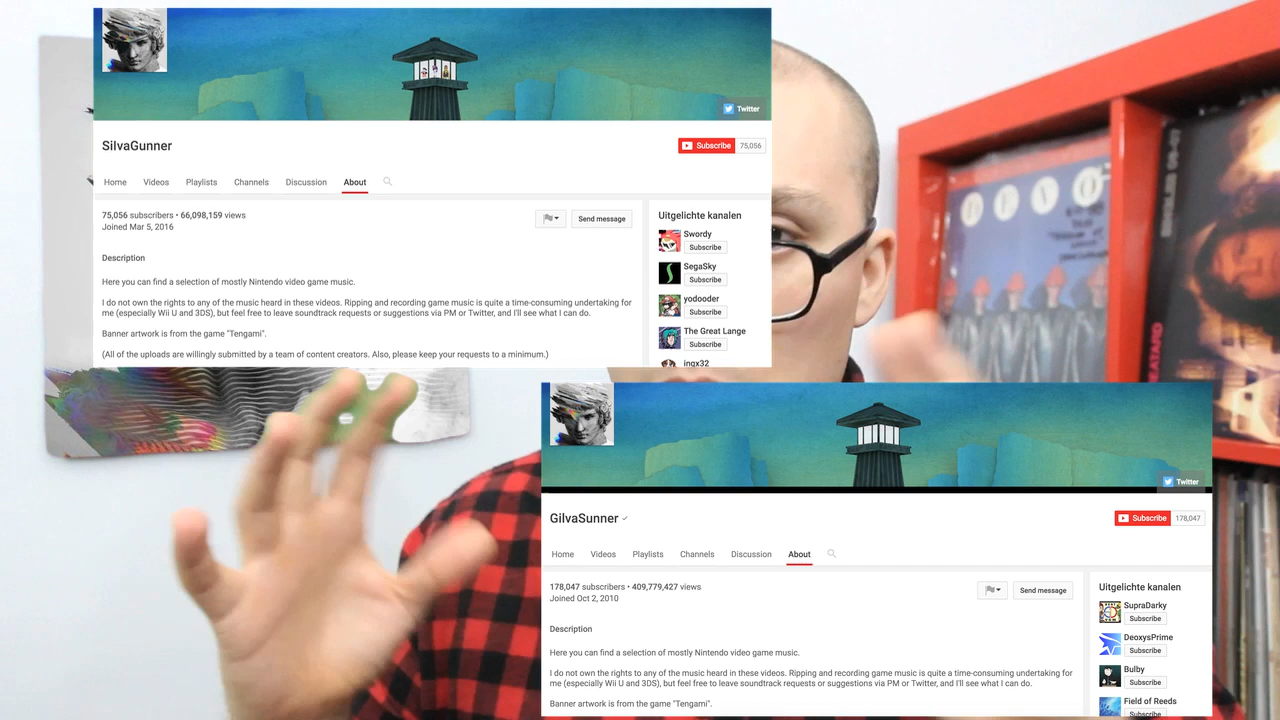 Twitter
SilvaGunner
Subscribe 75,056
Home Videos Playlists Channels Discussion About
75,056 subscribers • 66,098,159 views
Joined Mar 5, 2016
Send message
Description
Here you can find a selection of mostly Nintendo video game music.
I do not own the rights to any of the music heard in these videos. Ripping and recording game music is quite a time-consuming undertaking for
me (especially Wii U and 3DS), but feel free to leave soundtrack requests or suggestions via PM or Twitter, and I'll see what I can do.
Banner artwork is from the game "Tengami".
(All of the uploads are willingly submitted by a team of content creators. Also, please keep your requests to a minimum.)
Uitgelichte kanalen
Swordy
Subscribe
SegaSky
Subscribe
yodooder
Subscribe
The Great Lange
Subscribe
ingx32
Twitter
GilvaSunner
Subscribe 178,047
Home Videos Playlists Channels Discussion About
178,047 subscribers • 409,779,427 views
Joined Oct 2, 2010
Send message
Description
Here you can find a selection of mostly Nintendo video game music.
I do not own the rights to any of the music heard in these videos. Ripping and recording game music is quite a time-consuming undertaking for
me (especially Wii U and 3DS), but feel free to leave soundtrack requests or suggestions via PM or Twitter, and I'll see what I can do.
Banner artwork is from the game "Tengami".
Uitgelichte kanalen
SupraDarky
Subscribe
DeoxysPrime
Subscribe
Bulby
Subscribe
Field of Reeds
Subscribe